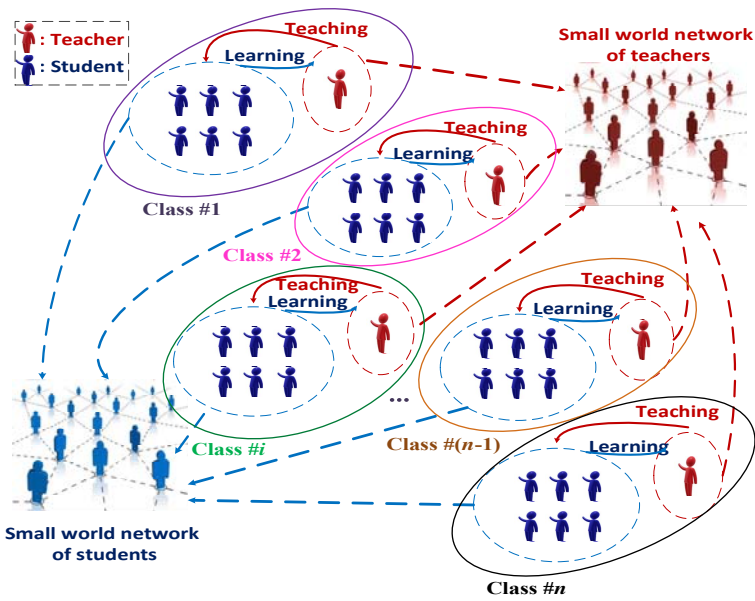 : Teacher
: Student
Teaching
Learning
Small world network
of teachers
Class #1
Teaching
Learning
Class #2
Teaching
Learning
Class #i
...
Teaching
Learning
Class #(n-1)
Teaching
Learning
Class #n
Small world network
of students